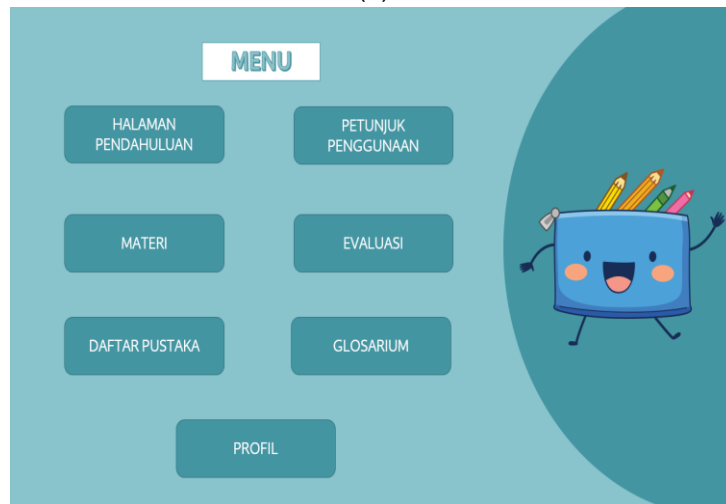 MENU
HALAMAN
PENDAHULUAN
PETUNJUK
PENGGUNAAN
MATERI
EVALUASI
DAFTAR PUSTAKA
GLOSARIUM
PROFIL